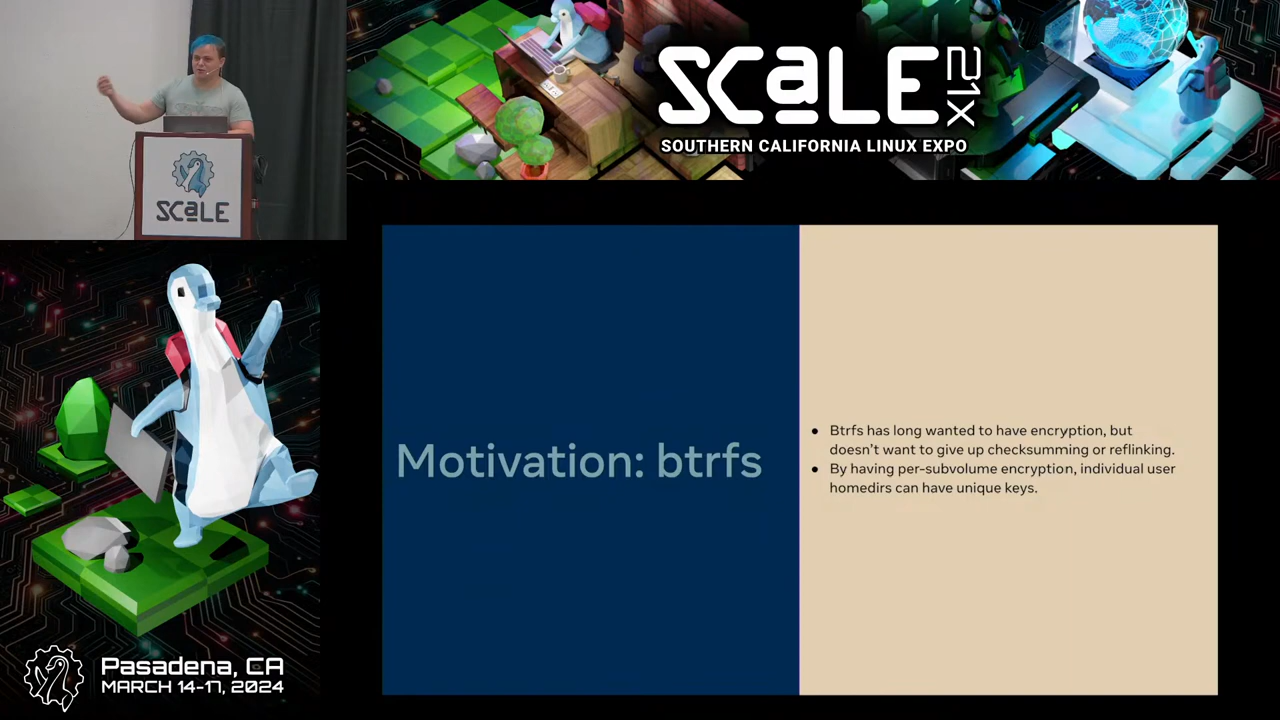 SCaLE
21X
SOUTHERN CALIFORNIA LINUX EXPO
SCaLE
Motivation: btrfs
● Btrfs has long wanted to have encryption, but
doesn't want to give up checksumming or reflinking.
● By having per-subvolume encryption, individual user
homedirs can have unique keys.
Pasadena, CA
MARCH 14-17, 2024